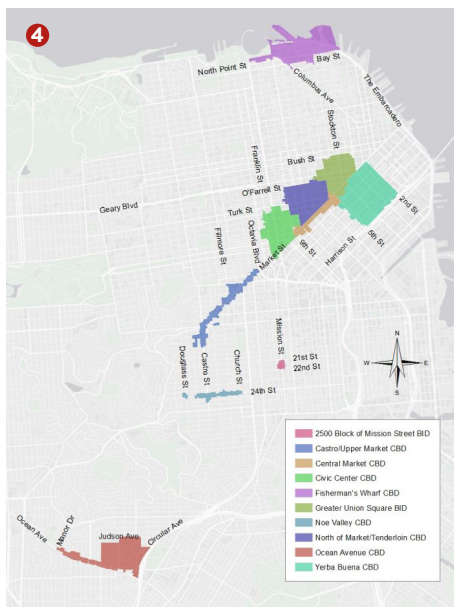 4
North Point St
Bay St
Columbus Ave
The Embarcadero
Stockton St
Franklin St
Bush St
O'Farrell St
Geary Blvd
Turk St
2nd St
Fillmore St
Octavia Blvd
Market St
9th St
Harrison St
5th St
Mission St
21st St
22nd St
Douglass St
Castro St
Church St
24th St
N
W
E
S
Ocean Ave
Manor Dr
Judson Ave
Circular Ave
2500 Block of Mission Street BID
Castro/Upper Market CBD
Central Market CBD
Civic Center CBD
Fisherman's Wharf CBD
Greater Union Square BID
Noe Valley CBD
North of Market/Tenderloin CBD
Ocean Avenue CBD
Yerba Buena CBD